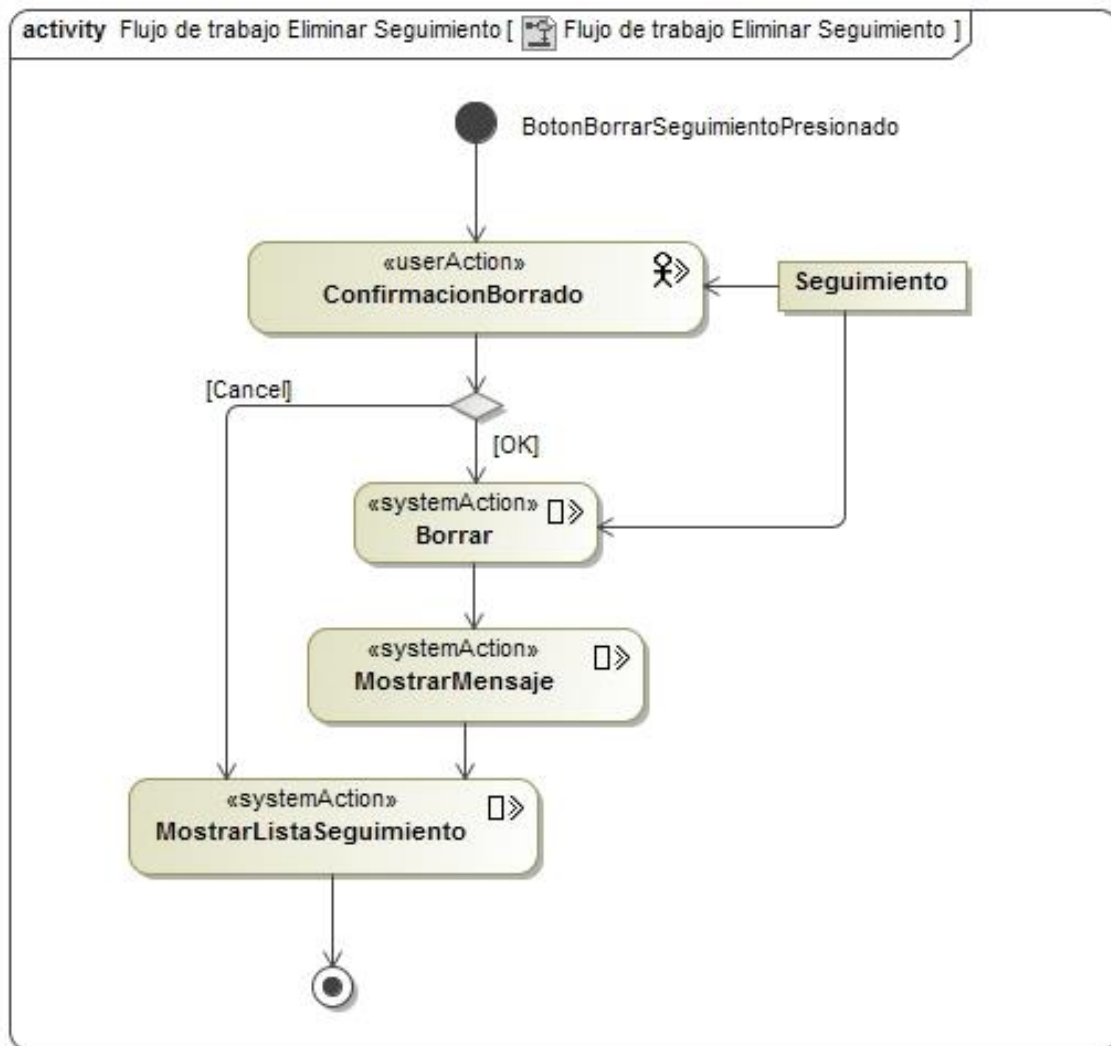 activity Flujo de trabajo Eliminar Seguimiento [ Flujo de trabajo Eliminar Seguimiento ]
BotonBorrarSeguimientoPresionado
«userAction»
ConfirmacionBorrado
Seguimiento
[Cancel]
[OK]
«systemAction»
Borrar
«systemAction»
MostrarMensaje
«systemAction»
MostrarListaSeguimiento